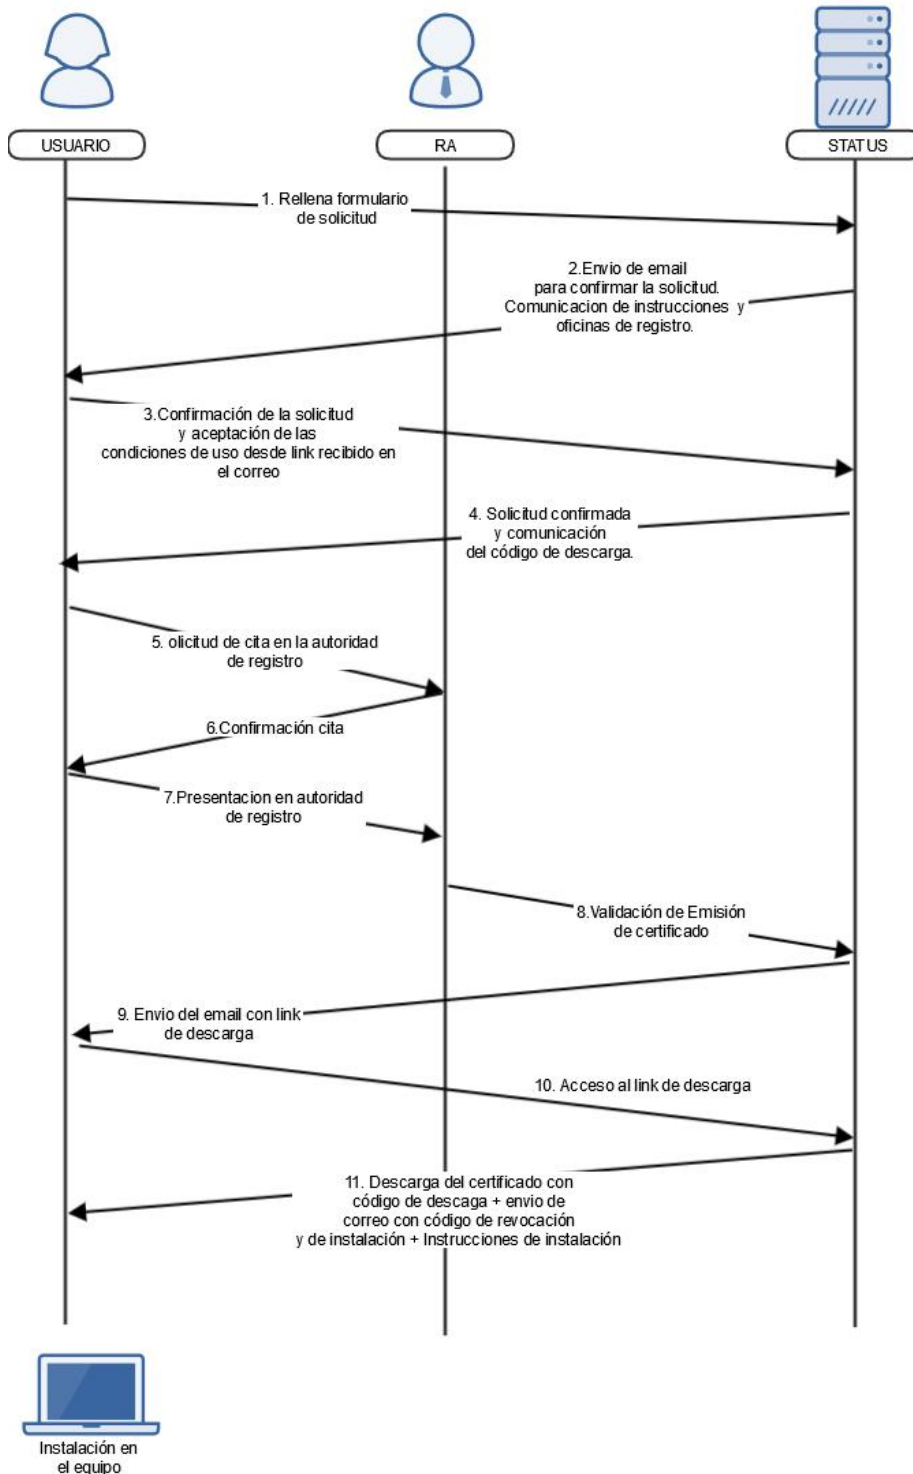 USUARIO
RA
STATUS
1. Rellena formulario
de solicitud
2.Envio de email
para confirmar la solicitud.
Comunicacion de instrucciones y
oficinas de registro.
3.Confirmación de la solicitud
y aceptación de las
condiciones de uso desde link recibido en
el correo
4. Solicitud confirmada
y comunicación
del código de descarga.
5. olicitud de cita en la autoridad
de registro
6.Confirmación cita
7.Presentacion en autoridad
de registro
8.Validación de Emisión
de certificado
9. Envio del email con link
de descarga
10. Acceso al link de descarga
11. Descarga del certificado con
código de descaga + envio de
correo con código de revocación
y de instalación + Instrucciones de instalación
Instalación en
el equipo